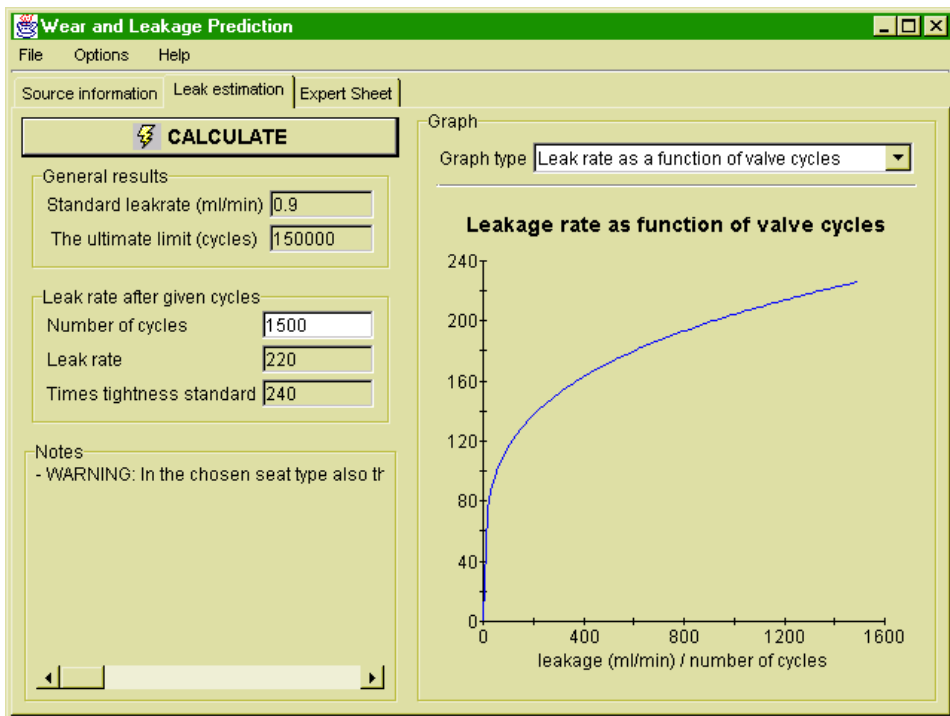 Wear and Leakage Prediction
File Options Help
Source information Leak estimation Expert Sheet
CALCULATE
General results
Standard leakrate (ml/min) 0.9
The ultimate limit (cycles) 150000
Leak rate after given cycles
Number of cycles 1500
Leak rate 220
Times tightness standard 240
Notes
- WARNING: In the chosen seat type also th
Graph
Graph type Leak rate as a function of valve cycles
Leakage rate as function of valve cycles
240
200
160
120
80
40
0
0 400 800 1200 1600
leakage (ml/min) / number of cycles